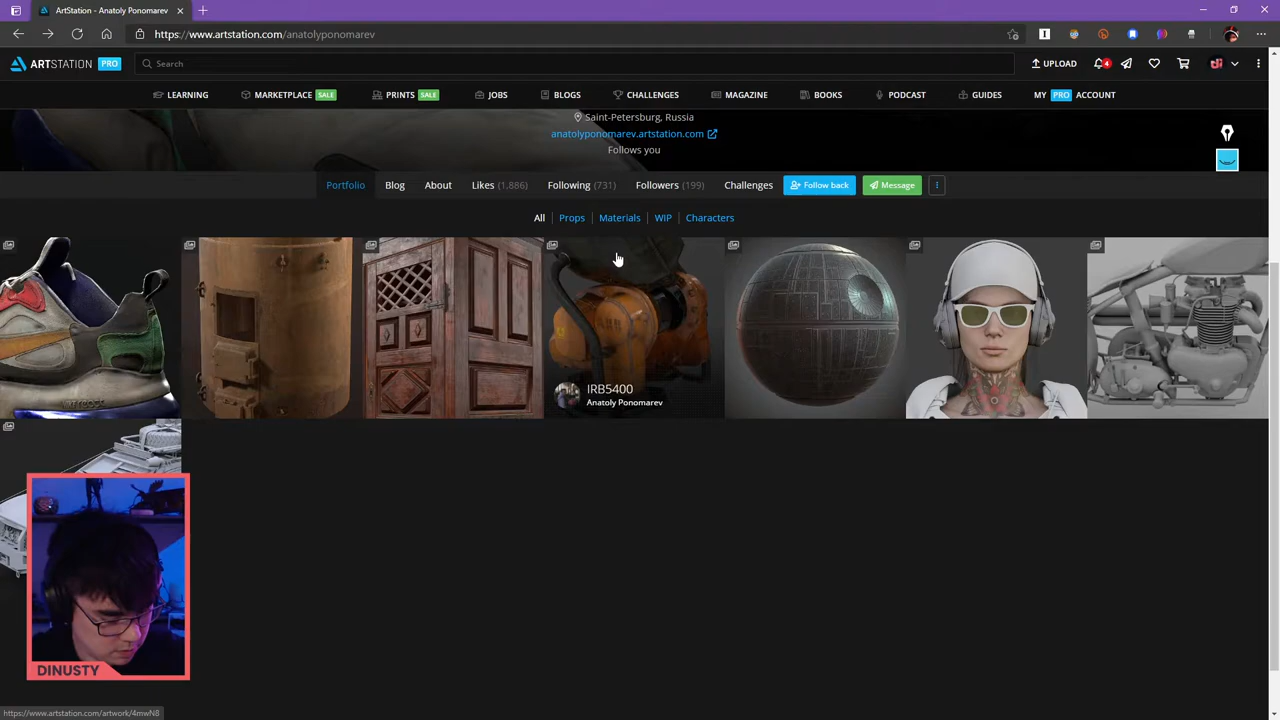 ArtStation - Anatoly Ponomarev
https://www.artstation.com/anatolyponomarev
ARTSTATION PRO
Search
UPLOAD
4
LEARNING
MARKETPLACE SALE
PRINTS SALE
JOBS
BLOGS
CHALLENGES
MAGAZINE
BOOKS
PODCAST
GUIDES
MY PRO ACCOUNT
Saint-Petersburg, Russia
anatolyponomarev.artstation.com
Follows you
Portfolio
Blog
About
Likes (1,886)
Following (731)
Followers (199)
Challenges
Follow back
Message
All
Props
Materials
WIP
Characters
IRB5400
Anatoly Ponomarev
DINUSTY
https://www.artstation.com/artwork/4mwN8